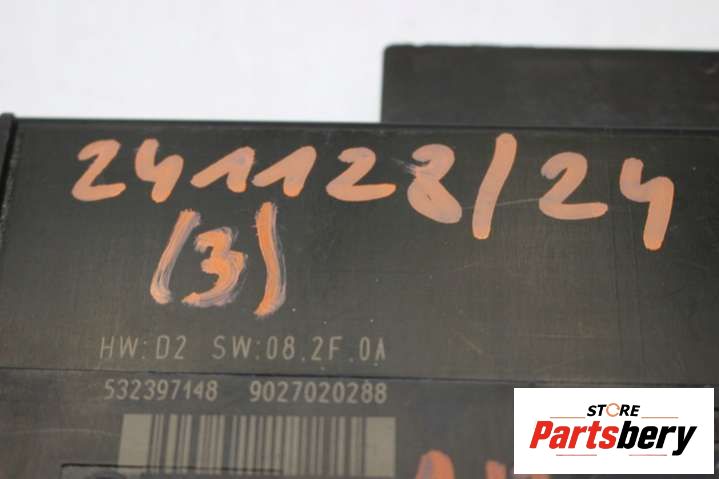 241128/24
(3)
HW:D2 SW:08.2F.0A
532397148 9027020288
STORE
Partsbery